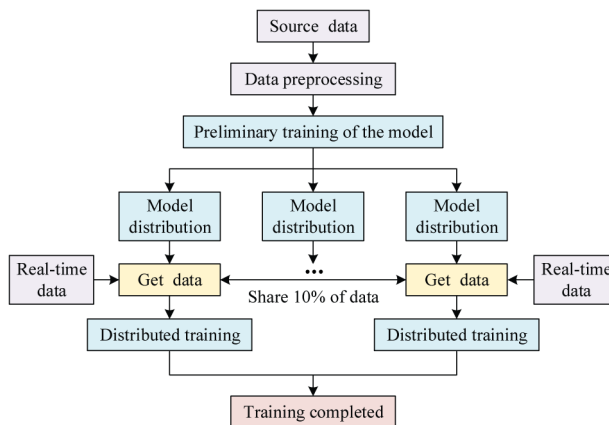 Source data
Data preprocessing
Preliminary training of the model
Model
distribution
Model
distribution
Model
distribution
Real-time
data
Get data
...
Share 10% of data
Get data
Real-time
data
Distributed training
Distributed training
Training completed